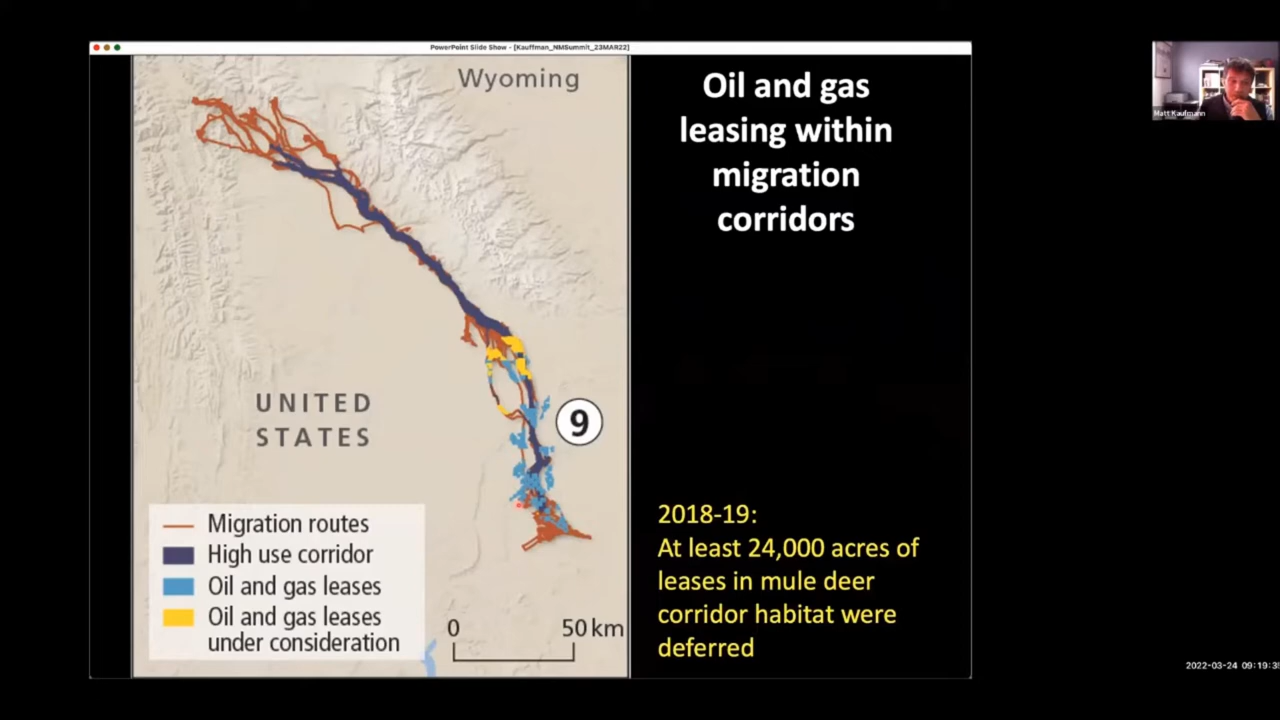 PowerPoint Slide Show - [Kauffman_NMSummit_23MAR22]
Wyoming
UNITED
STATES
9
Migration routes
High use corridor
Oil and gas leases
Oil and gas leases
under consideration
0 50 km
Oil and gas
leasing within
migration
corridors
2018-19:
At least 24,000 acres of
leases in mule deer
corridor habitat were
deferred
Matt Kaufmann
2022-03-24 09:19:3